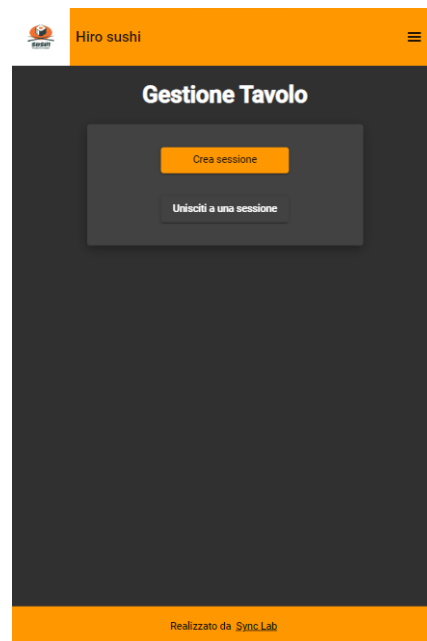 Hiro sushi
Gestione Tavolo
Crea sessione
Unisciti a una sessione
Realizzato da Sync Lab